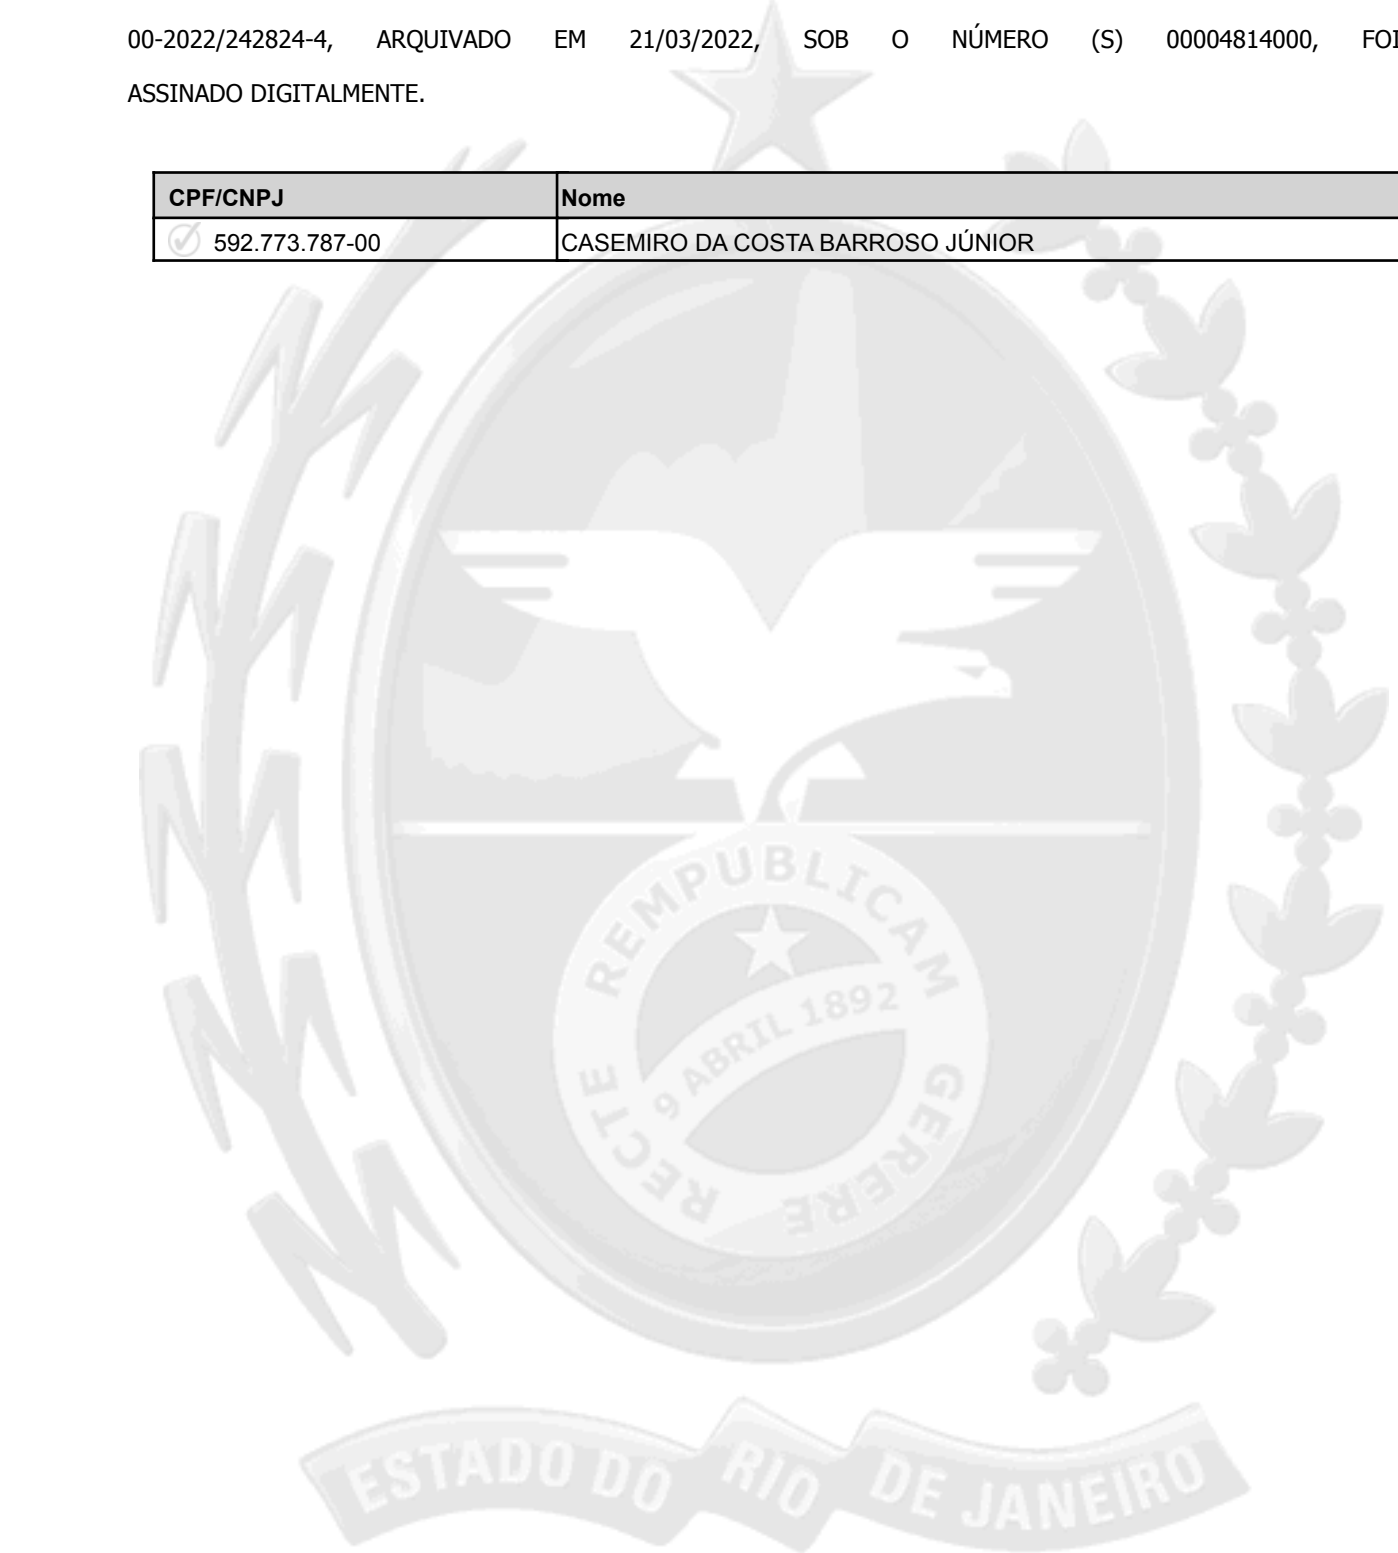 00-2022/242824-4, ARQUIVADO EM 21/03/2022, SOB O NÚMERO (S) 00004814000, FOI
ASSINADO DIGITALMENTE.
CPF/CNPJ Nome
592.773.787-00 CASEMIRO DA COSTA BARROSO JÚNIOR
RECTE REMPUBLICAM GERERE
9 ABRIL 1892
ESTADO DO RIO DE JANEIRO